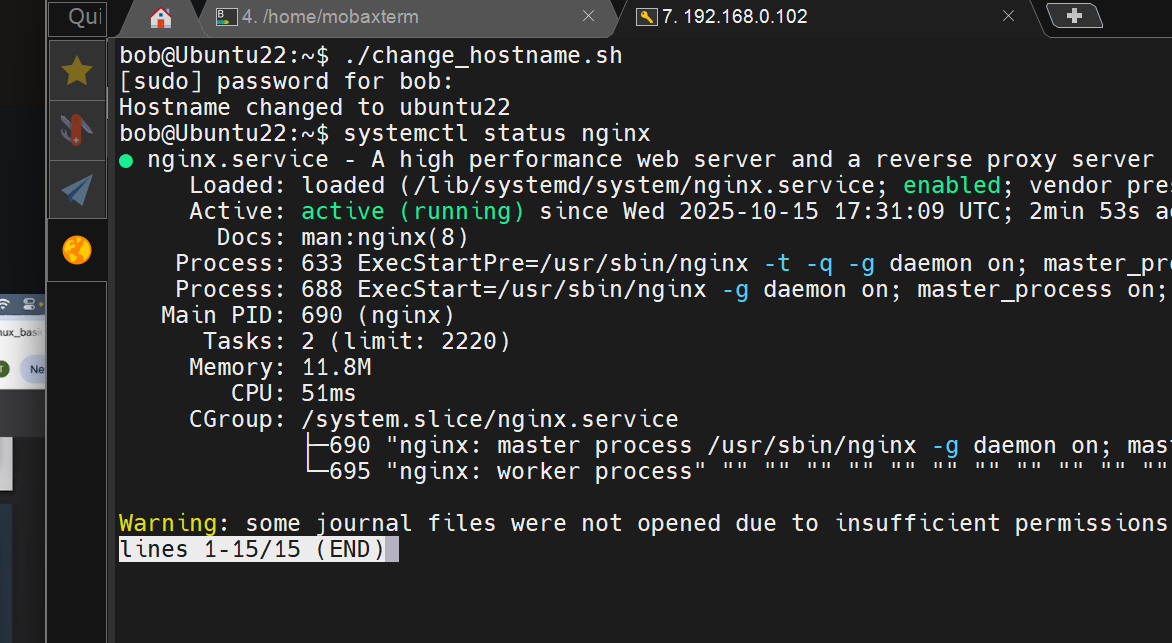 Qui
4. /home/mobaxterm
7. 192.168.0.102
bob@Ubuntu22:~$ ./change_hostname.sh
[sudo] password for bob:
Hostname changed to ubuntu22
bob@Ubuntu22:~$ systemctl status nginx
● nginx.service - A high performance web server and a reverse proxy server
Loaded: loaded (/lib/systemd/system/nginx.service; enabled; vendor pre
Active: active (running) since Wed 2025-10-15 17:31:09 UTC; 2min 53s a
Docs: man:nginx(8)
Process: 633 ExecStartPre=/usr/sbin/nginx -t -q -g daemon on; master_pr
Process: 688 ExecStart=/usr/sbin/nginx -g daemon on; master_process on;
Main PID: 690 (nginx)
Tasks: 2 (limit: 2220)
Memory: 11.8M
CPU: 51ms
CGroup: /system.slice/nginx.service
├─690 "nginx: master process /usr/sbin/nginx -g daemon on; mas
└─695 "nginx: worker process" "" "" "" "" "" "" "" "" "" "" ""
Warning: some journal files were not opened due to insufficient permissions
lines 1-15/15 (END)
nux_basi
Ne